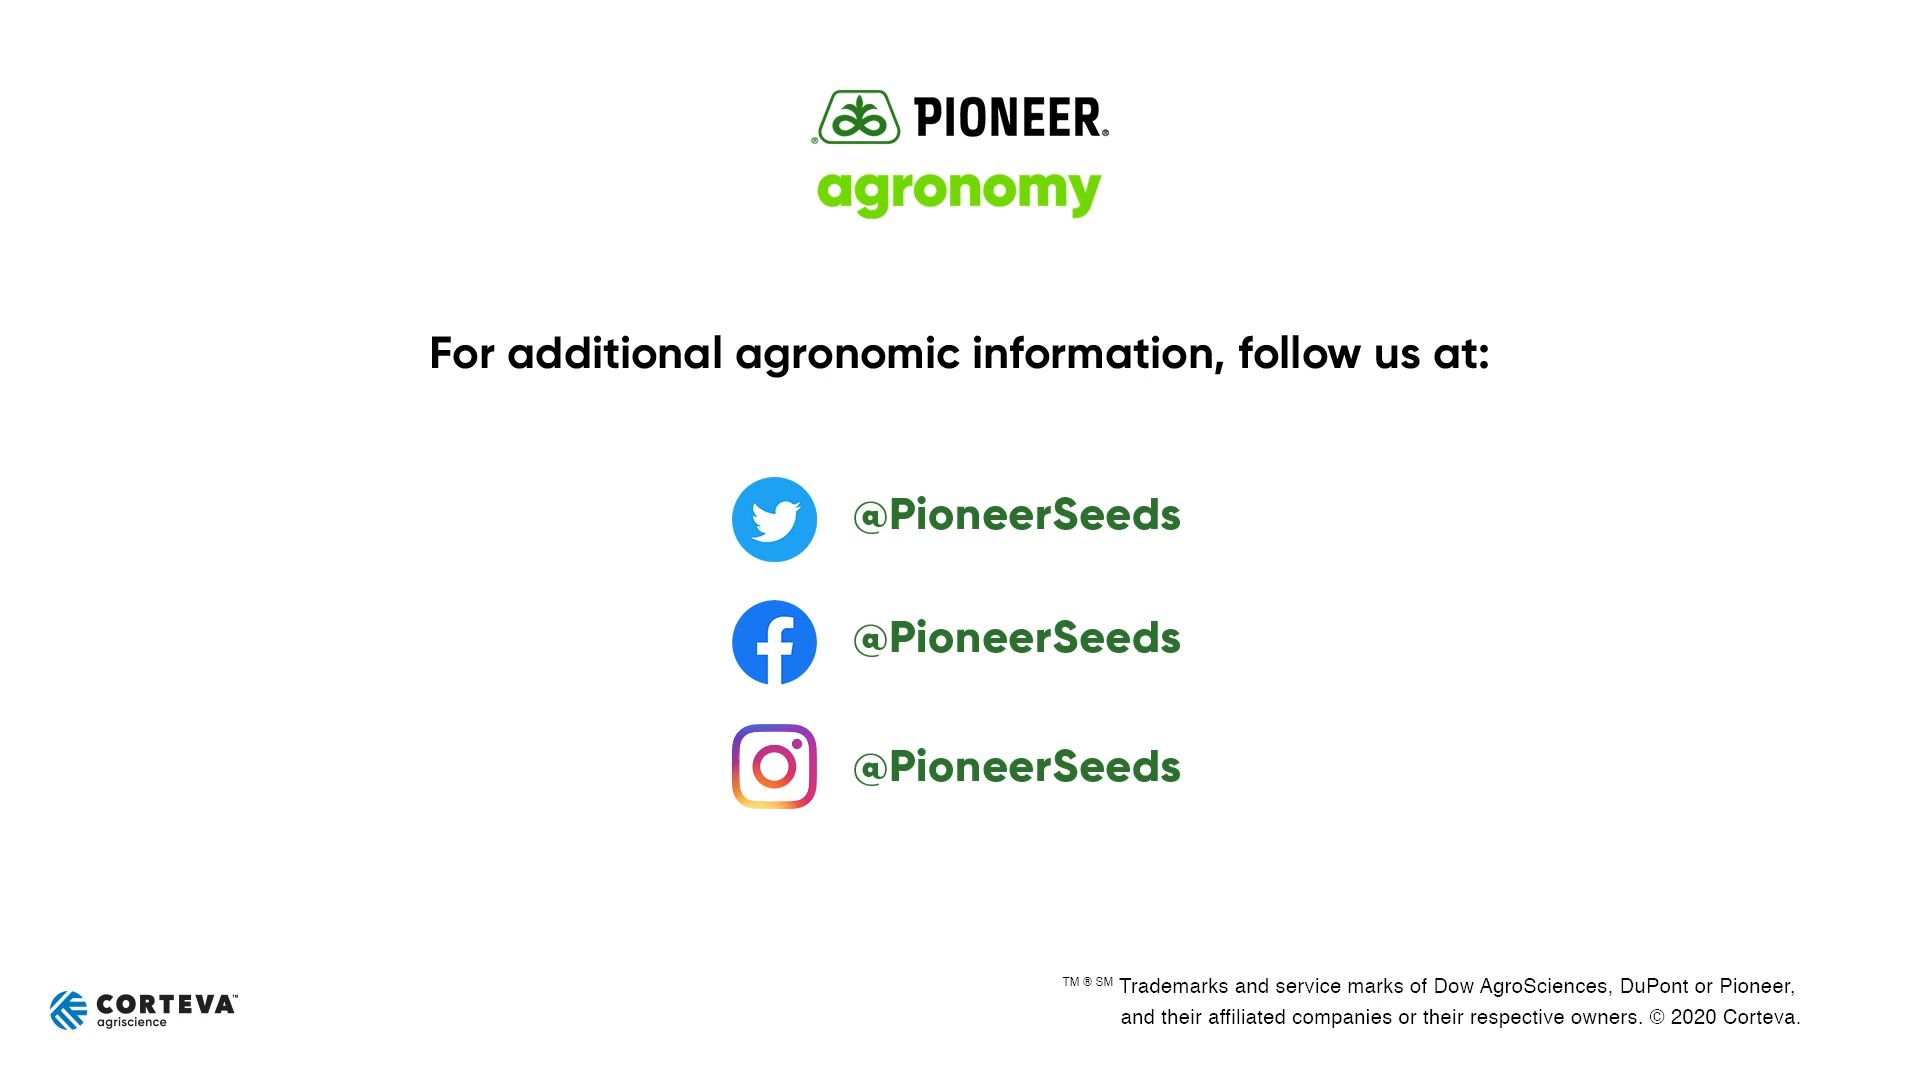 PIONEER®
agronomy
For additional agronomic information, follow us at:
@PioneerSeeds
@PioneerSeeds
@PioneerSeeds
CORTEVA™
agriscience
TM ® SM Trademarks and service marks of Dow AgroSciences, DuPont or Pioneer,
and their affiliated companies or their respective owners. © 2020 Corteva.